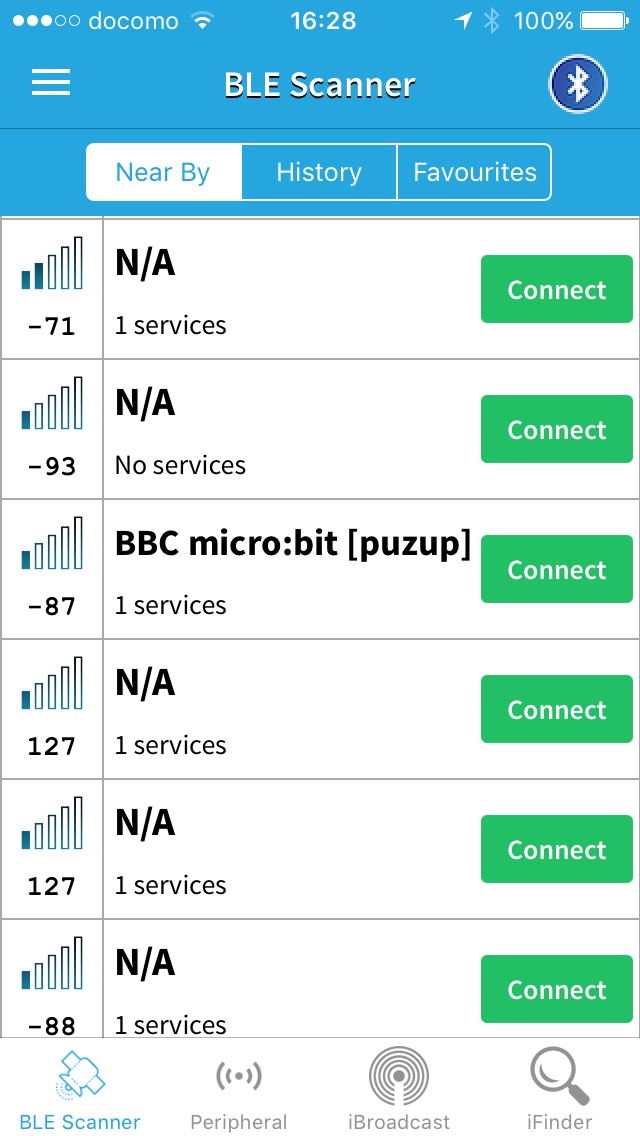 docomo 16:28 100%
BLE Scanner
Near By History Favourites
N/A
Connect
-71 1 services
N/A
Connect
-93 No services
BBC micro:bit [puzup]
Connect
-87 1 services
N/A
Connect
127 1 services
N/A
Connect
127 1 services
N/A
Connect
-88 1 services
BLE Scanner Peripheral iBroadcast iFinder